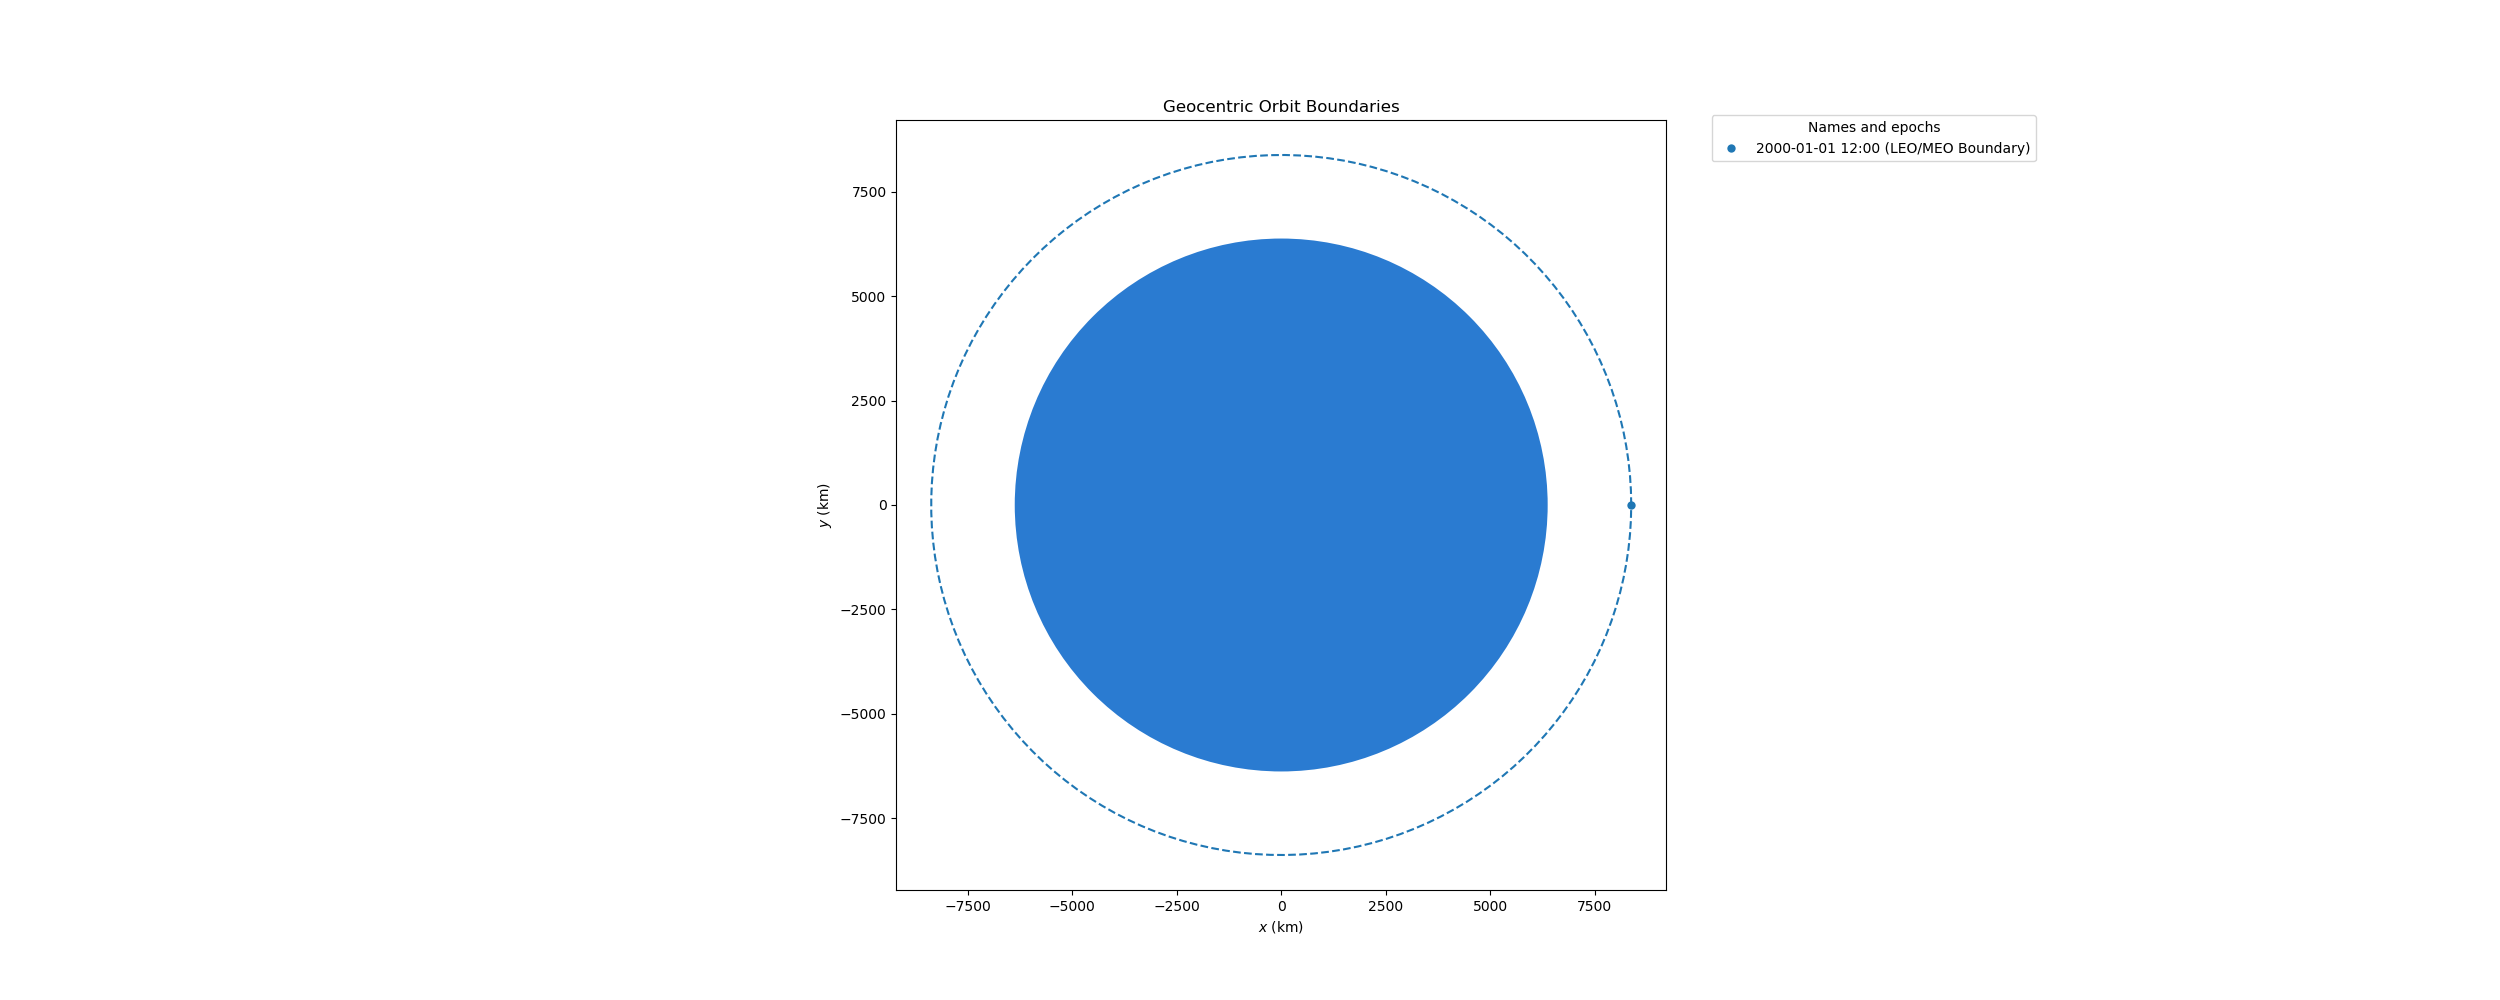 Geocentric Orbit Boundaries
Names and epochs
2000-01-01 12:00 (LEO/MEO Boundary)
7500
5000
2500
0
−2500
−5000
−7500
y (km)
−7500 −5000 −2500 0 2500 5000 7500
x (km)